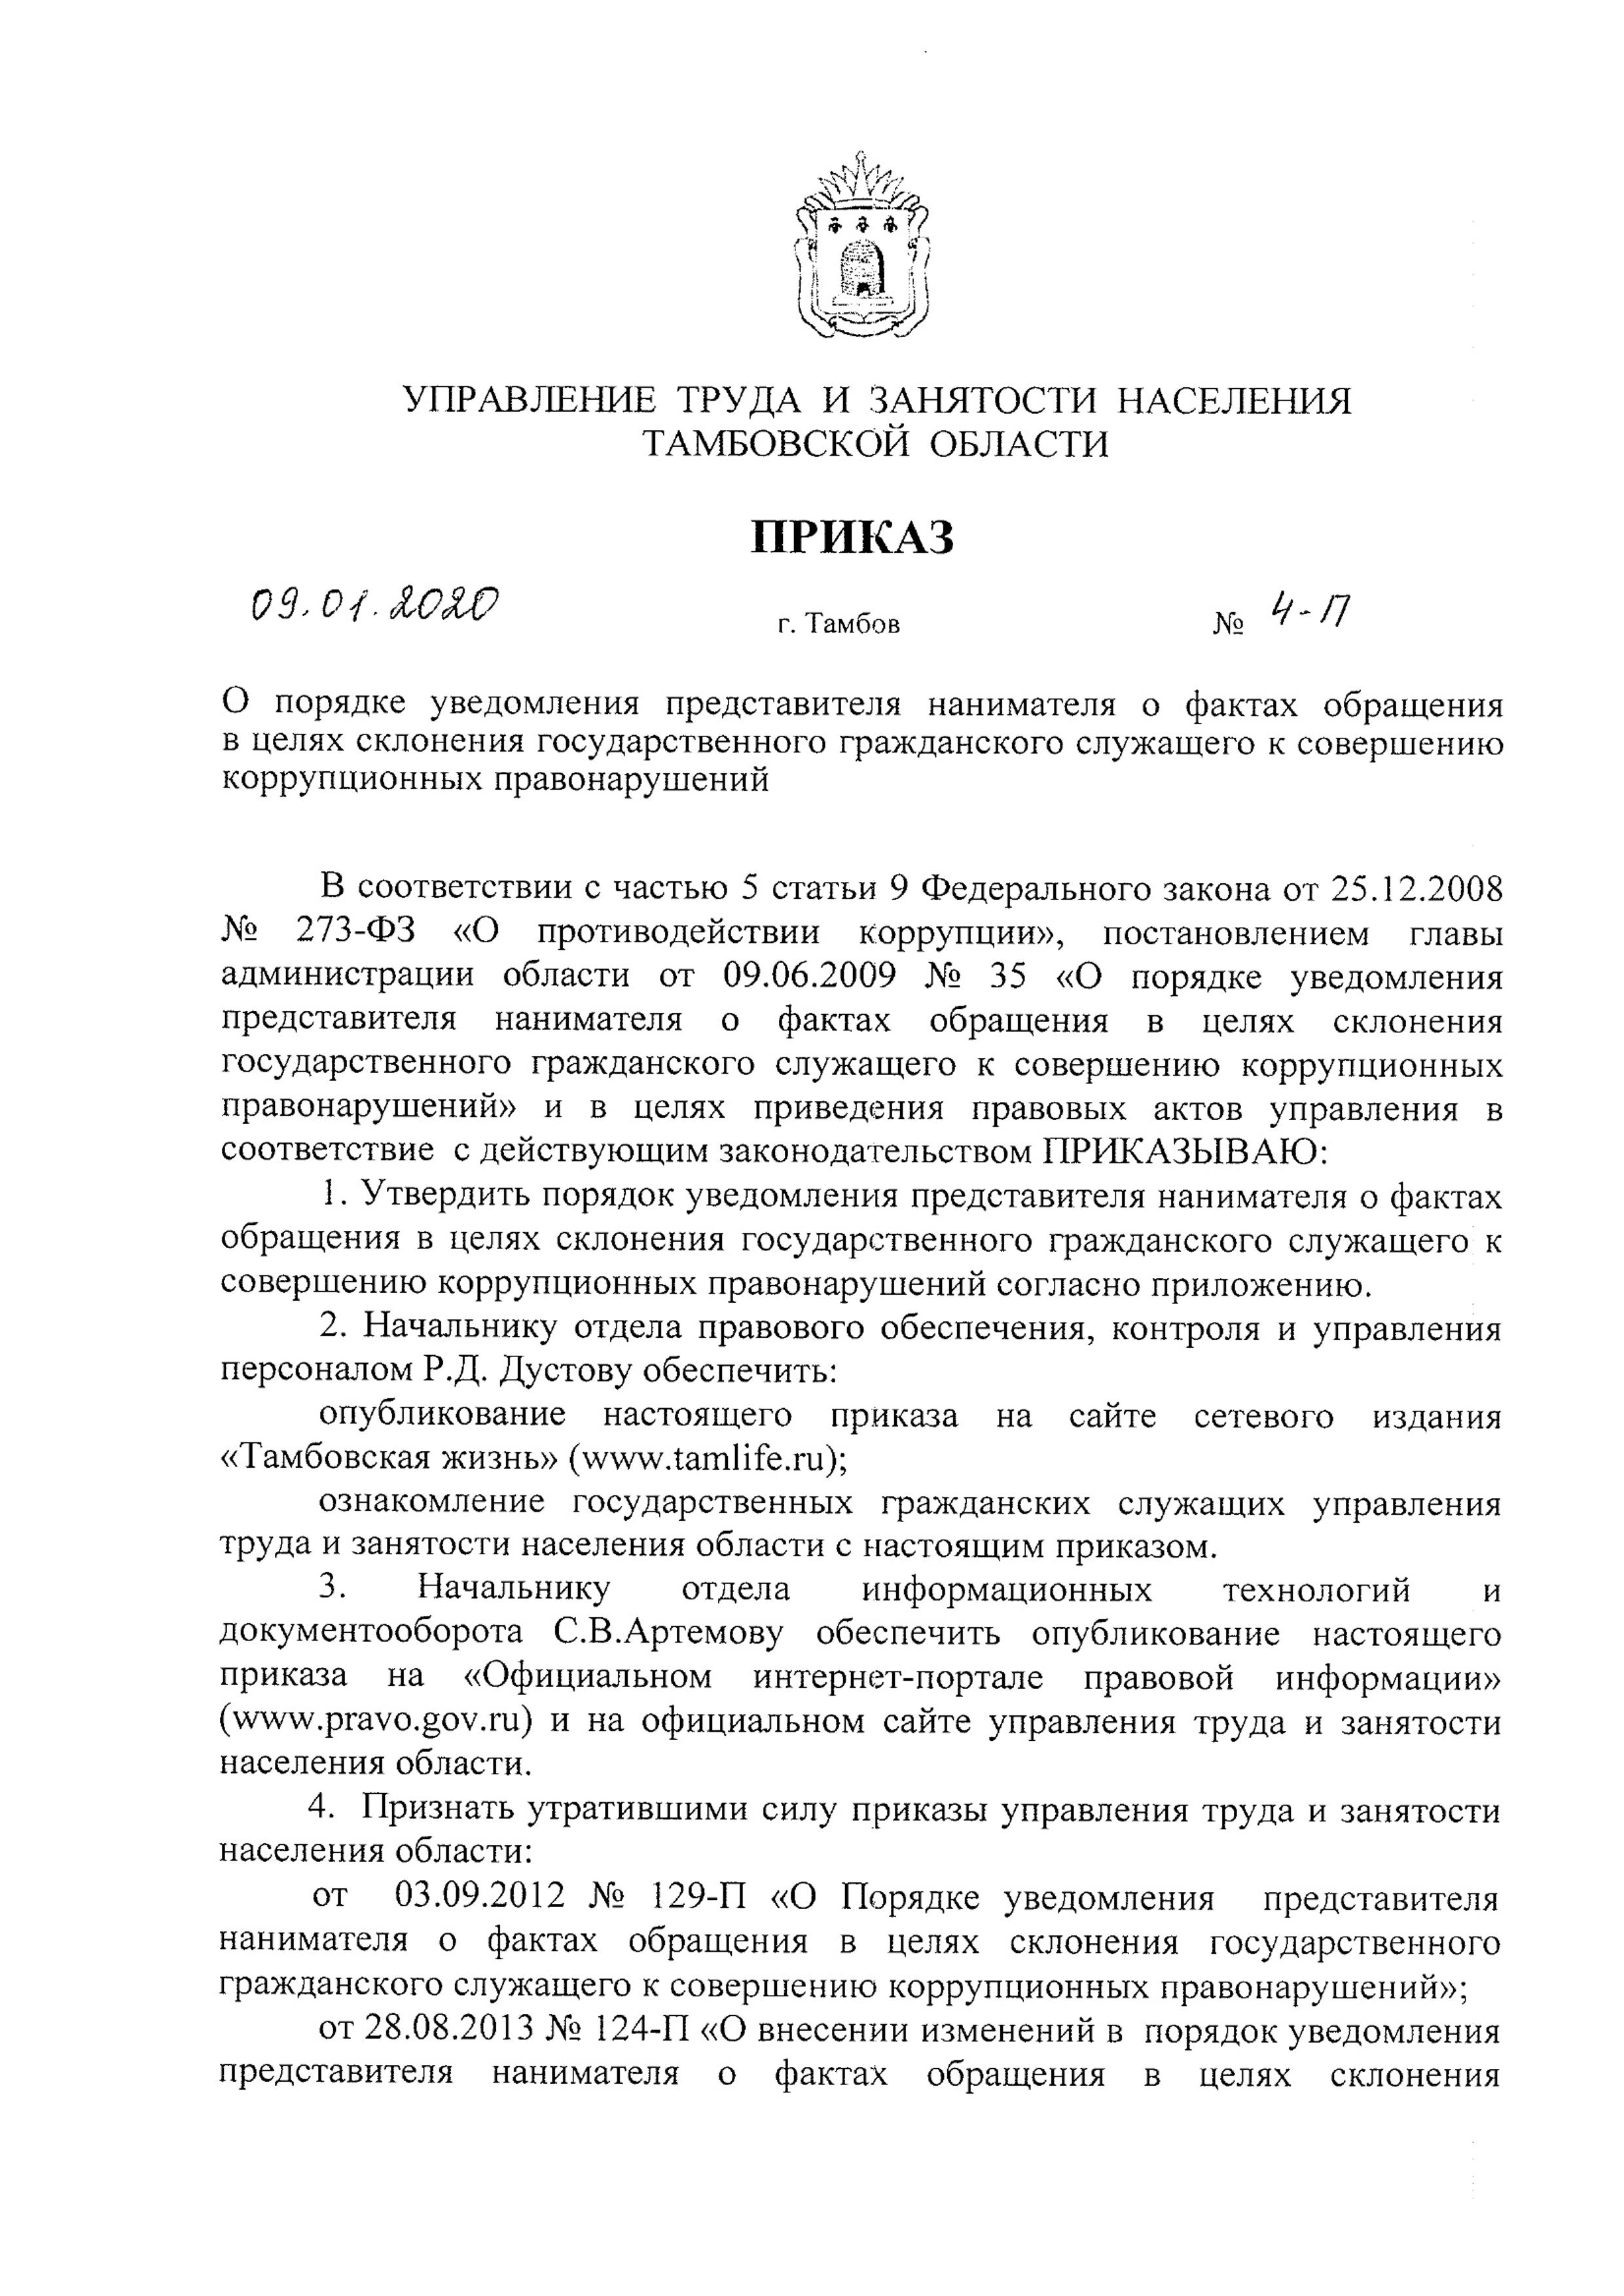 УПРАВЛЕНИЕ ТРУДА И ЗАНЯТОСТИ НАСЕЛЕНИЯ
ТАМБОВСКОЙ ОБЛАСТИ
ПРИКАЗ
09.01.2020 г. Тамбов № 4-П
О порядке уведомления представителя нанимателя о фактах обращения
в целях склонения государственного гражданского служащего к совершению
коррупционных правонарушений
В соответствии с частью 5 статьи 9 Федерального закона от 25.12.2008
№ 273-ФЗ «О противодействии коррупции», постановлением главы
администрации области от 09.06.2009 № 35 «О порядке уведомления
представителя нанимателя о фактах обращения в целях склонения
государственного гражданского служащего к совершению коррупционных
правонарушений» и в целях приведения правовых актов управления в
соответствие с действующим законодательством ПРИКАЗЫВАЮ:
1. Утвердить порядок уведомления представителя нанимателя о фактах
обращения в целях склонения государственного гражданского служащего к
совершению коррупционных правонарушений согласно приложению.
2. Начальнику отдела правового обеспечения, контроля и управления
персоналом Р.Д. Дустову обеспечить:
опубликование настоящего приказа на сайте сетевого издания
«Тамбовская жизнь» (www.tamlife.ru);
ознакомление государственных гражданских служащих управления
труда и занятости населения области с настоящим приказом.
3. Начальнику отдела информационных технологий и
документооборота С.В.Артемову обеспечить опубликование настоящего
приказа на «Официальном интернет-портале правовой информации»
(www.pravo.gov.ru) и на официальном сайте управления труда и занятости
населения области.
4. Признать утратившими силу приказы управления труда и занятости
населения области:
от 03.09.2012 № 129-П «О Порядке уведомления представителя
нанимателя о фактах обращения в целях склонения государственного
гражданского служащего к совершению коррупционных правонарушений»;
от 28.08.2013 № 124-П «О внесении изменений в порядок уведомления
представителя нанимателя о фактах обращения в целях склонения